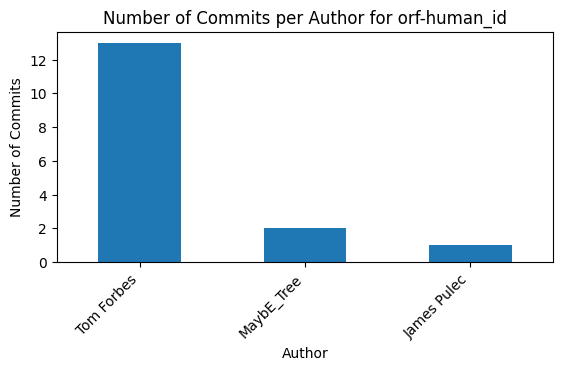 Number of Commits per Author for orf-human_id
Number of Commits
12
10
8
6
4
2
0
Tom Forbes
MaybE_Tree
James Pulec
Author